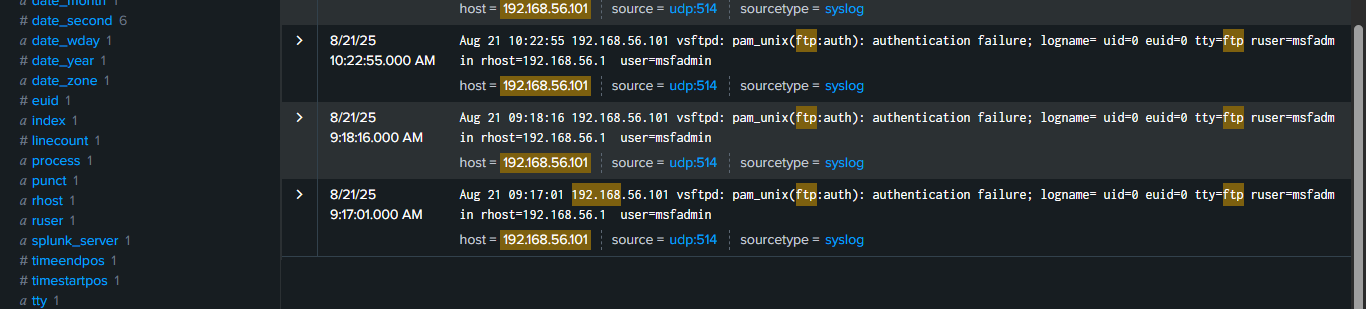 a date_month 1
# date_second 6
a date_wday 1
# date_year 1
a date_zone 1
# euid 1
a index 1
# linecount 1
a process 1
a punct 1
a rhost 1
a ruser 1
a splunk_server 1
# timeendpos 1
# timestartpos 1
a tty 1
host = 192.168.56.101 source = udp:514 sourcetype = syslog
> 8/21/25
10:22:55.000 AM
Aug 21 10:22:55 192.168.56.101 vsftpd: pam_unix(ftp:auth): authentication failure; logname= uid=0 euid=0 tty=ftp ruser=msfadm
in rhost=192.168.56.1  user=msfadmin
host = 192.168.56.101 source = udp:514 sourcetype = syslog
> 8/21/25
9:18:16.000 AM
Aug 21 09:18:16 192.168.56.101 vsftpd: pam_unix(ftp:auth): authentication failure; logname= uid=0 euid=0 tty=ftp ruser=msfadm
in rhost=192.168.56.1  user=msfadmin
host = 192.168.56.101 source = udp:514 sourcetype = syslog
> 8/21/25
9:17:01.000 AM
Aug 21 09:17:01 192.168.56.101 vsftpd: pam_unix(ftp:auth): authentication failure; logname= uid=0 euid=0 tty=ftp ruser=msfadm
in rhost=192.168.56.1  user=msfadmin
host = 192.168.56.101 source = udp:514 sourcetype = syslog